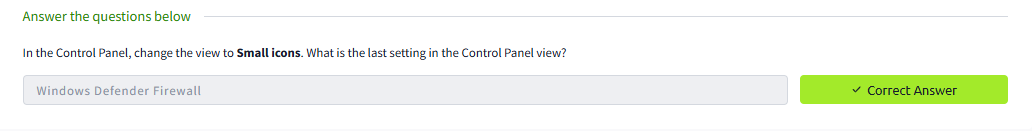 Answer the questions below
In the Control Panel, change the view to Small icons. What is the last setting in the Control Panel view?
Windows Defender Firewall
✓ Correct Answer